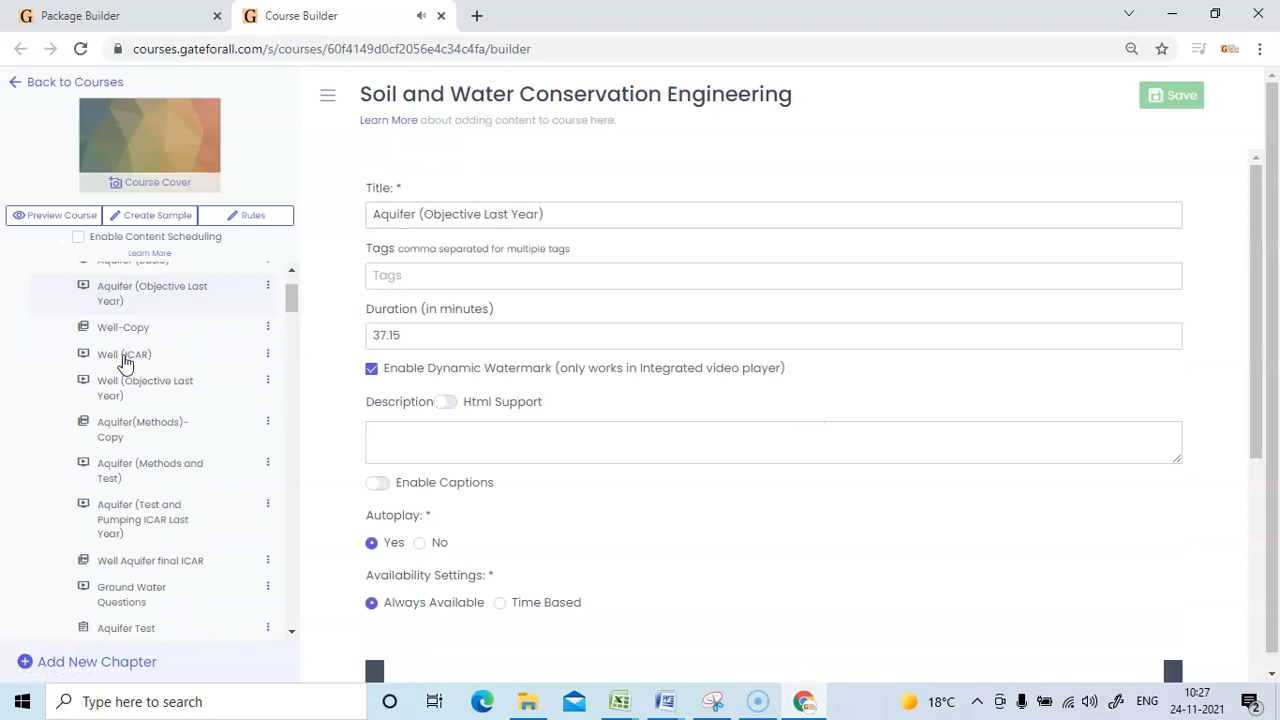 Package Builder
Course Builder
courses.gateforall.com/s/courses/60f4149d0cf2056e4c34c4fa/builder
Back to Courses
Course Cover
Preview Course
Create Sample
Rules
Enable Content Scheduling
Learn More
Aquifer (Basic)
Aquifer (Objective Last
Year)
Well-Copy
Well (ICAR)
Well (Objective Last
Year)
Aquifer(Methods)-
Copy
Aquifer (Methods and
Test)
Aquifer (Test and
Pumping ICAR Last
Year)
Well Aquifer final ICAR
Ground Water
Questions
Aquifer Test
Add New Chapter
Soil and Water Conservation Engineering
Save
Learn More about adding content to course here.
Title: *
Aquifer (Objective Last Year)
Tags comma separated for multiple tags
Tags
Duration (in minutes)
37.15
Enable Dynamic Watermark (only works in Integrated video player)
Description Html Support
Enable Captions
Autoplay: *
Yes No
Availability Settings: *
Always Available Time Based
Type here to search
18°C
ENG
10:27
24-11-2021
2